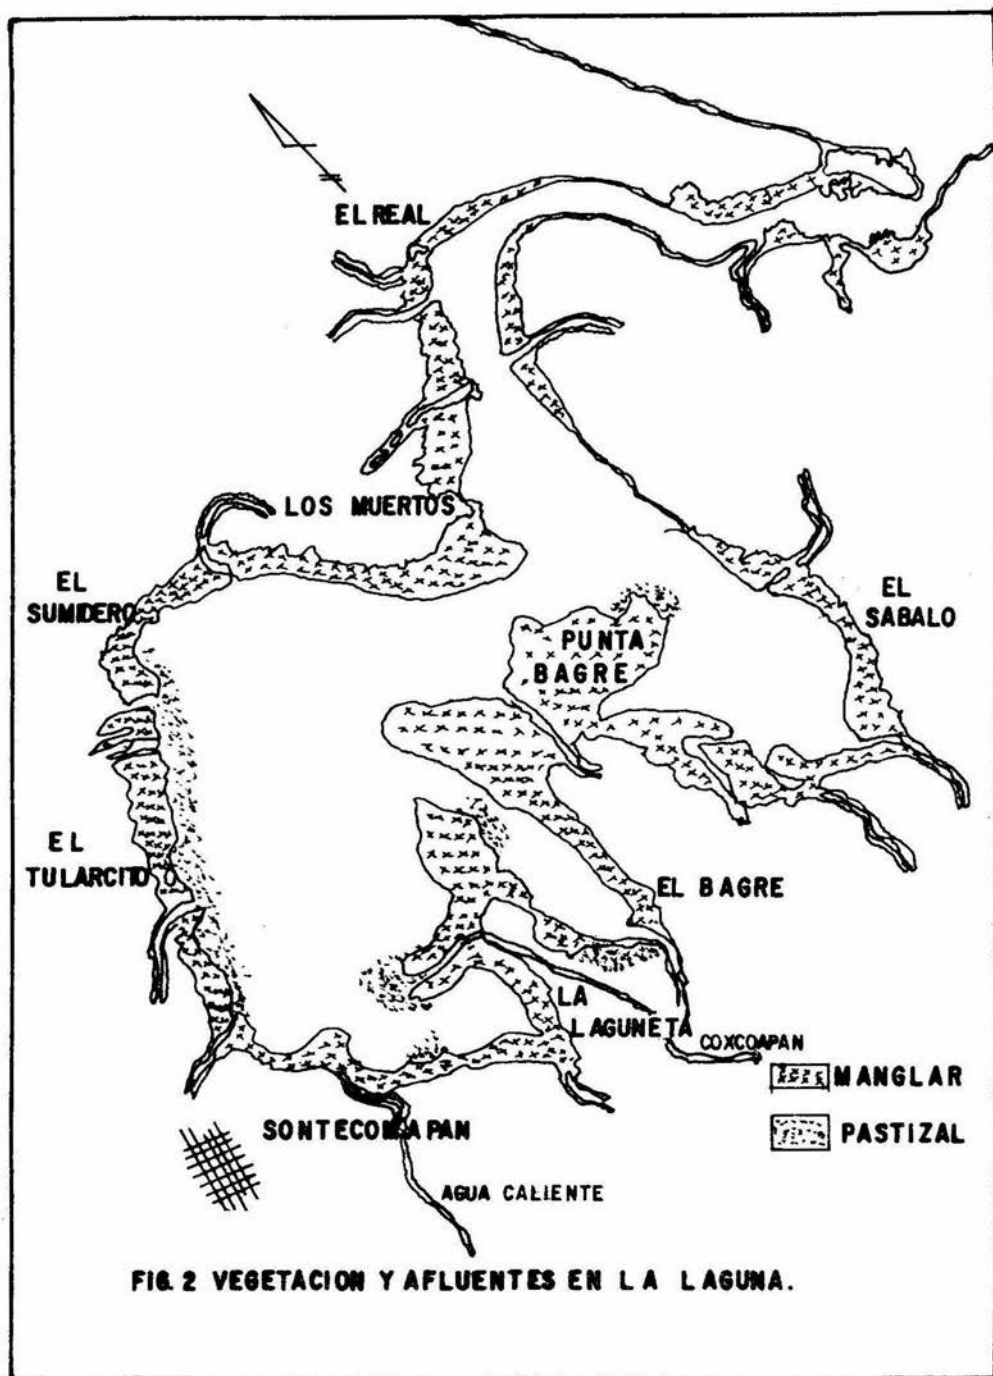 EL REAL
LOS MUERTOS
EL
SUMIDERO
EL
SABALO
PUNTA
BAGRE
EL
TULARCITO O
EL BAGRE
LA
LAGUNETA
COXCOAPAN
MANGLAR
SONTECOMAPAN
PASTIZAL
AGUA CALIENTE
FIG. 2 VEGETACION Y AFLUENTES EN LA LAGUNA.